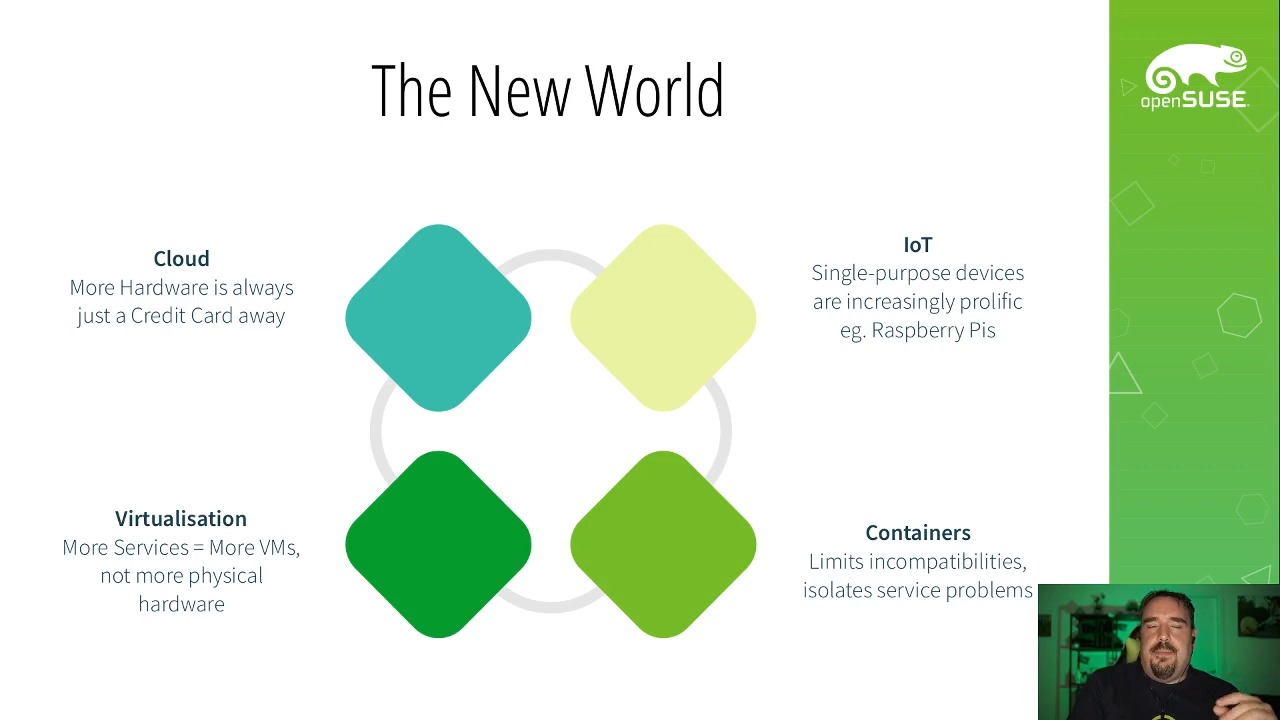 The New World
openSUSE
Cloud
More Hardware is always
just a Credit Card away
IoT
Single-purpose devices
are increasingly prolific
eg. Raspberry Pis
Virtualisation
More Services = More VMs,
not more physical
hardware
Containers
Limits incompatibilities,
isolates service problems